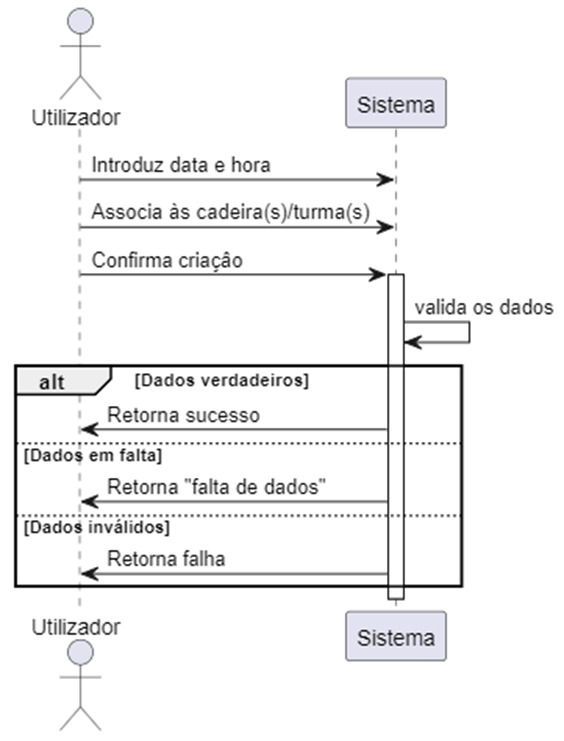 Utilizador
Sistema
Introduz data e hora
Associa às cadeira(s)/turma(s)
Confirma criaçâo
valida os dados
alt
[Dados verdadeiros]
Retorna sucesso
[Dados em falta]
Retorna "falta de dados"
[Dados inválidos]
Retorna falha
Utilizador
Sistema